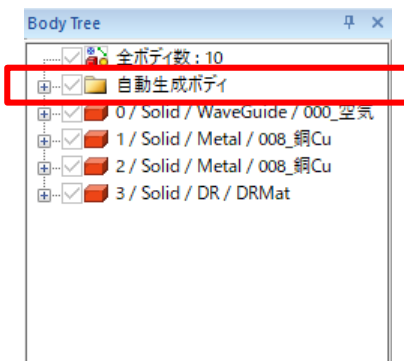 Body Tree
全ボディ数 : 10
自動生成ボディ
0 / Solid / WaveGuide / 000_空気
1 / Solid / Metal / 008_銅Cu
2 / Solid / Metal / 008_銅Cu
3 / Solid / DR / DRMat